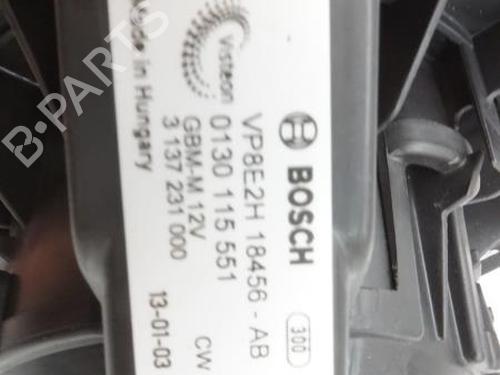 BOSCH
300
VP8E2H 18456 - AB
0130 115 551
GBM-M 12V
CW
3 137 231 000
Visteon
Made in Hungary
13-01-03